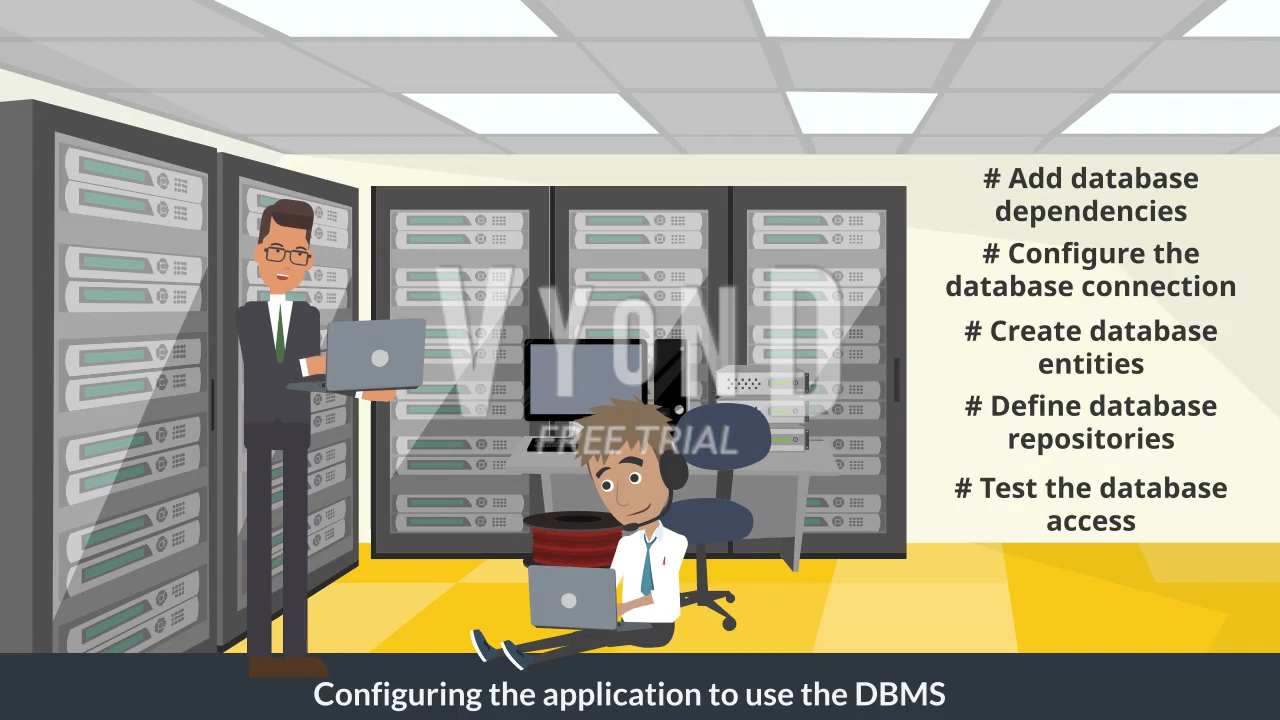 # Add database
dependencies
# Configure the
database connection
# Create database
entities
# Define database
repositories
# Test the database
access
VYOND
FREE TRIAL
Configuring the application to use the DBMS